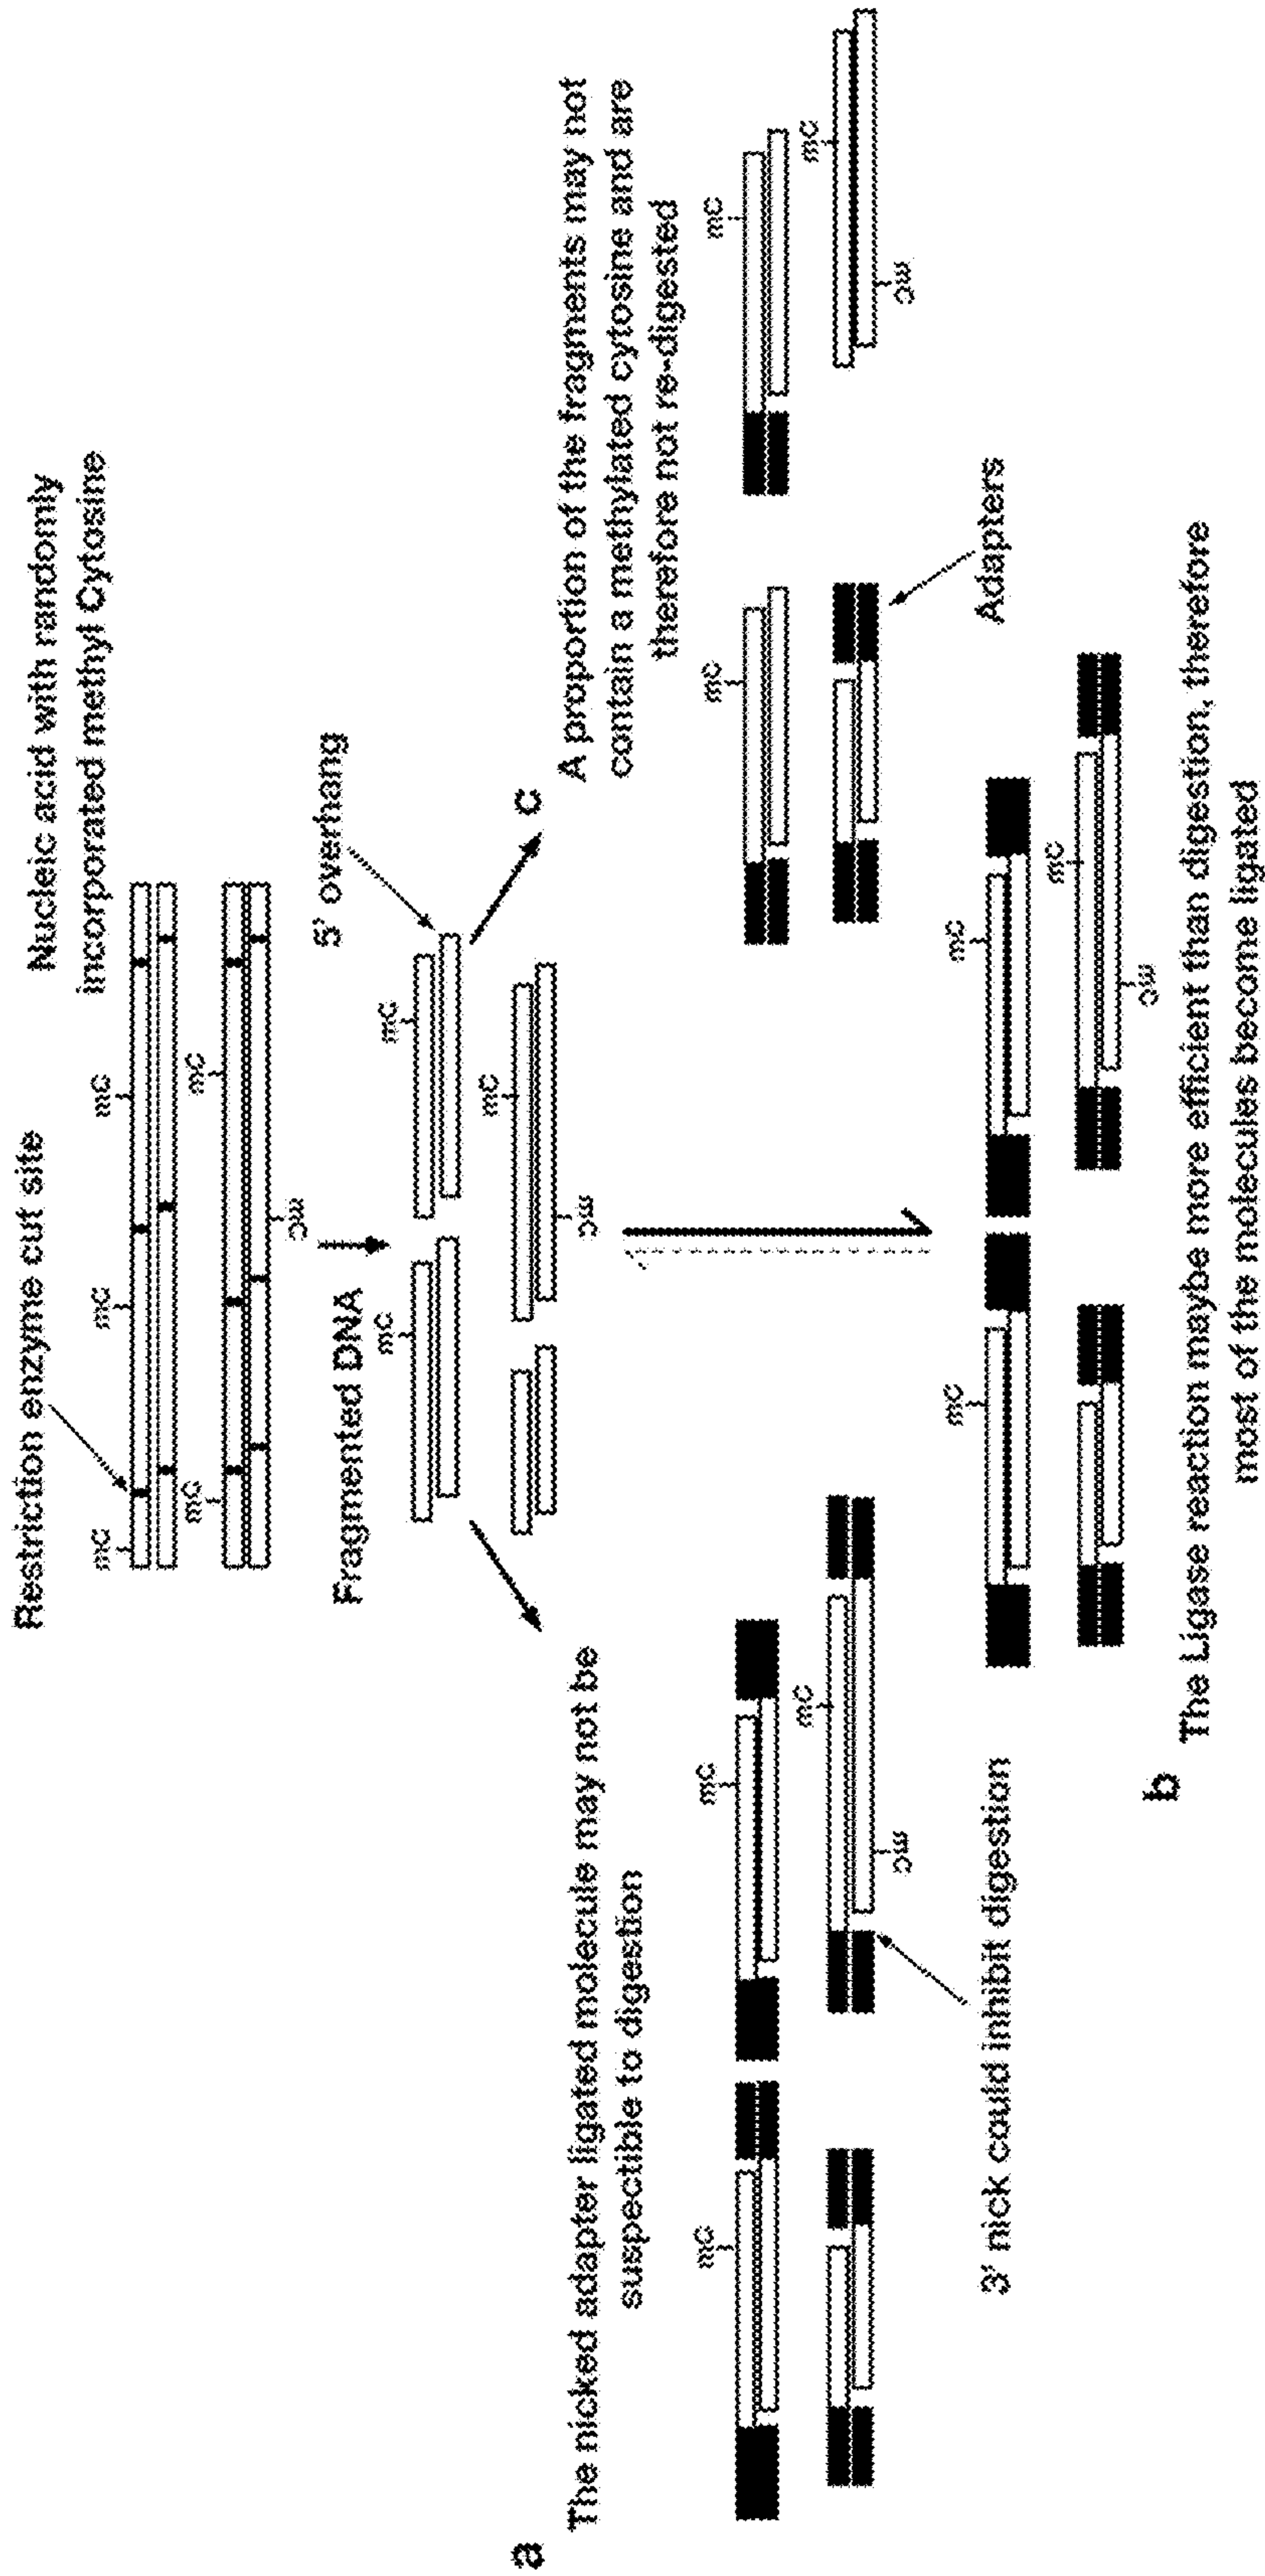 Restriction enzyme cut site
Nucleic acid with randomly
incorporated methyl Cytosine
mC
mC
mC
mC
mC
mC
Fragmented DNA
5' overhang
mC
mC
mC
mC
a
The nicked adapter ligated molecule may not be
suspectible to digestion
mC
mC
mC
mC
3' nick could inhibit digestion
c
A proportion of the fragments may not
contain a methylated cytosine and are
therefore not re-digested
mC
mC
mC
mC
Adapters
mC
mC
mC
mC
b
The Ligase reaction maybe more efficient than digestion, therefore
most of the molecules become ligated